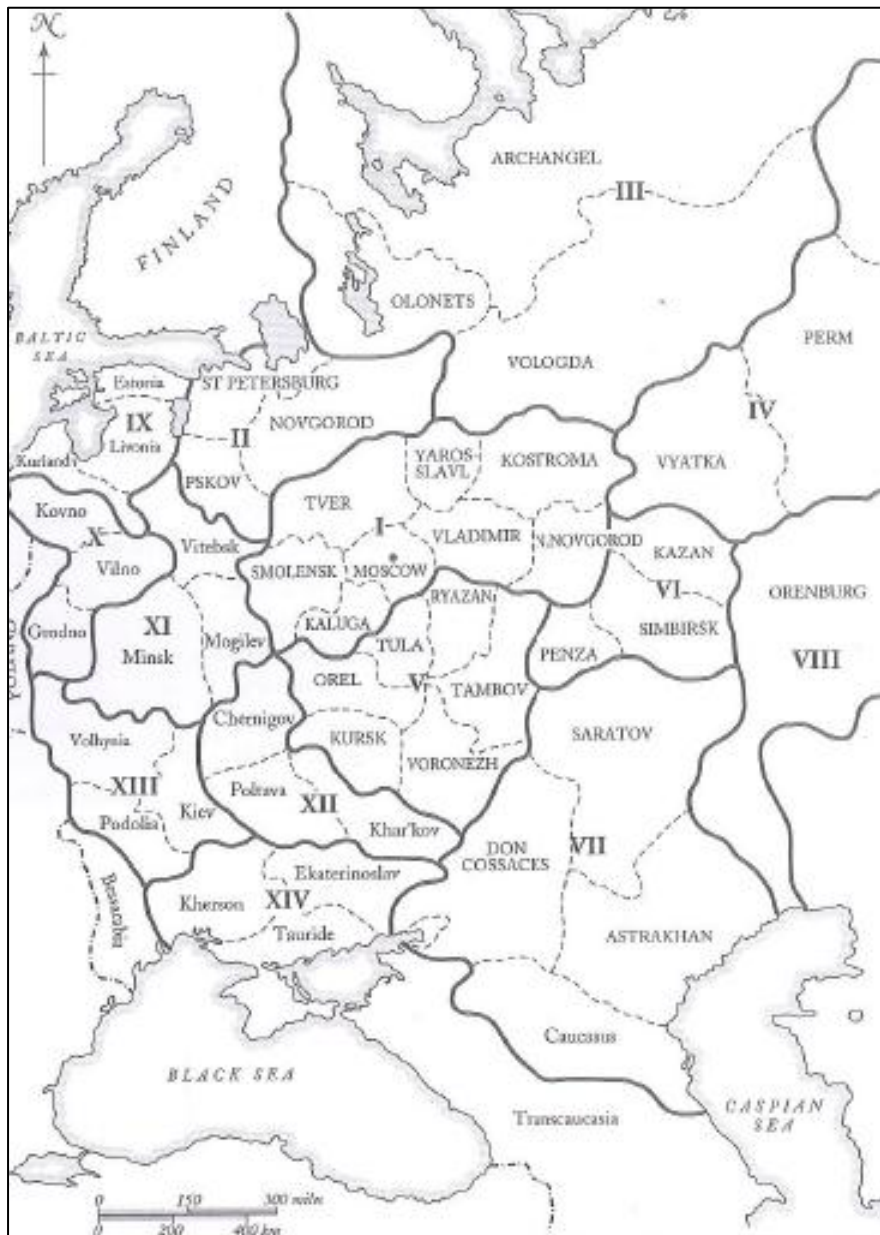 N
ARCHANGEL
III
FINLAND
OLONETS
BALTIC
SEA
PERM
VOLOGDA
Estonia
ST PETERSBURG
IV
IX
Livonia
II
NOVGOROD
YAROS-
SLAVL
KOSTROMA
VYATKA
Kurland
PSKOV
TVER
Kovno
I
X
Vitebsk
VLADIMIR
N.NOVGOROD
KAZAN
Vilno
SMOLENSK
MOSCOW
VI
ORENBURG
RYAZAN
Grodno
XI
Mogilev
KALUGA
SIMBIRSK
Minsk
TULA
PENZA
VIII
OREL
V
TAMBOV
Chernigov
Volhynia
KURSK
SARATOV
VORONEZH
XIII
Poltava
XII
Podolia
Kiev
Khar'kov
DON
COSSACES
VII
Bessarabia
Ekaterinoslav
Kherson
XIV
Tauride
ASTRAKHAN
Caucasus
BLACK SEA
Transcaucasia
CASPIAN
SEA
0 150 300 miles
0 200 400 km